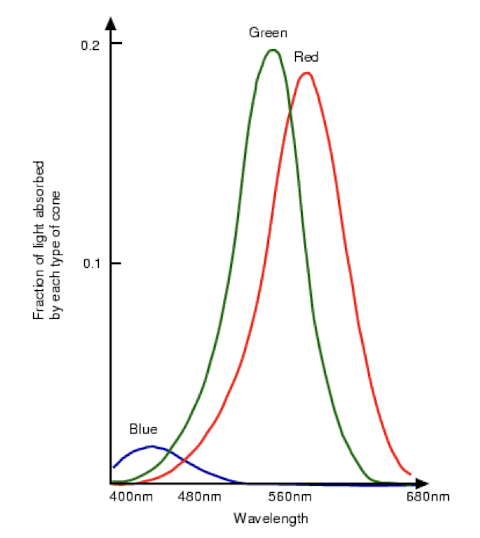 Green
0.2
Red
Fraction of light absorbed
by each type of cone
0.1
Blue
400nm 480nm 560nm 680nm
Wavelength